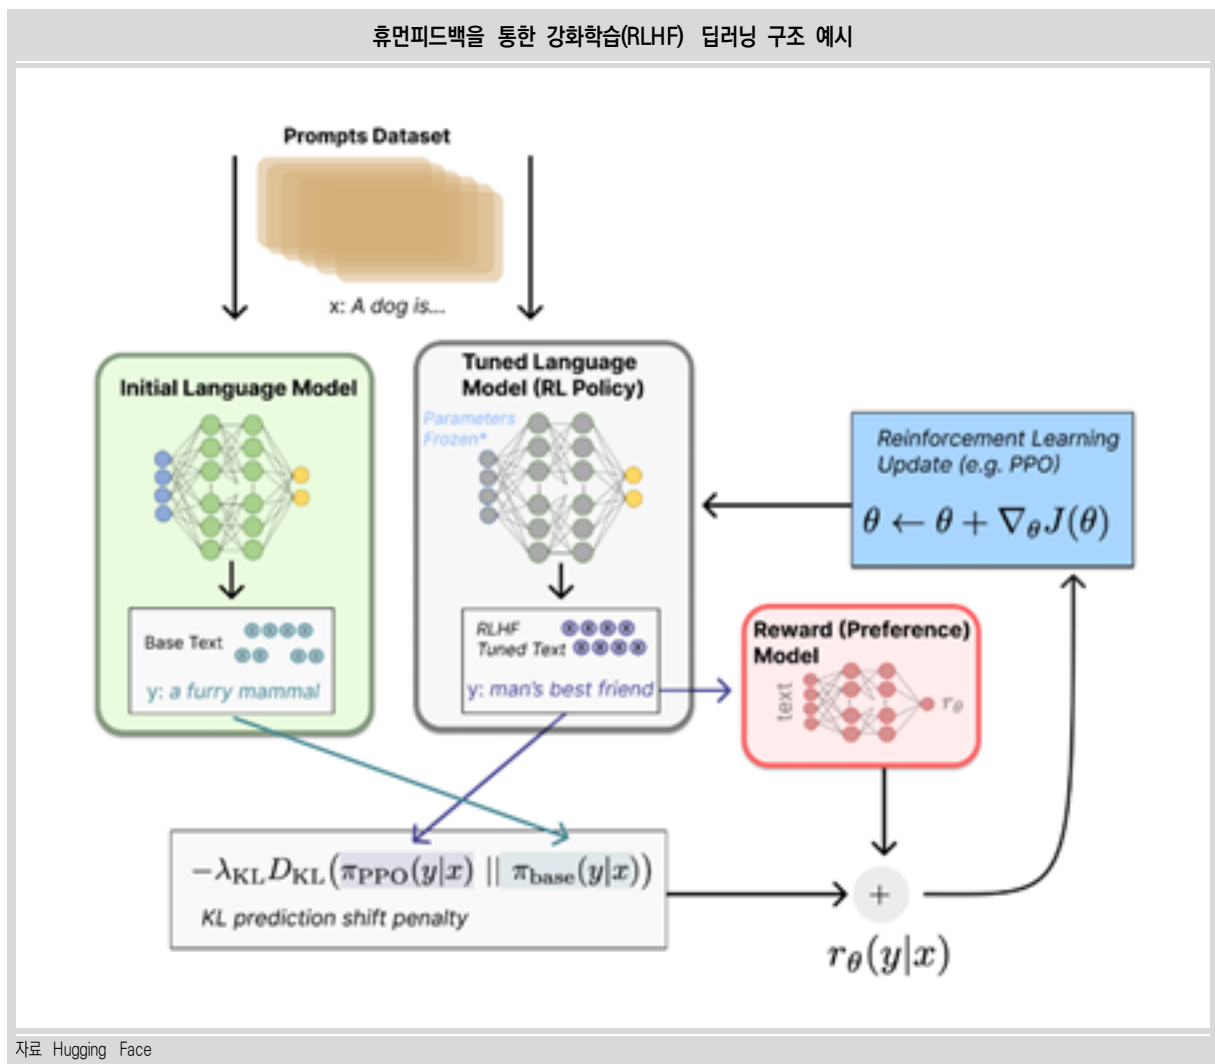 휴먼피드백을 통한 강화학습(RLHF) 딥러닝 구조 예시
Prompts Dataset
x: A dog is...
Initial Language Model
Base Text
y: a furry mammal
Tuned Language
Model (RL Policy)
Parameters
Frozen*
RLHF
Tuned Text
y: man's best friend
Reinforcement Learning
Update (e.g. PPO)
θ ← θ + ∇θJ(θ)
Reward (Preference)
Model
text
rθ
−λKLDKL(πPPO(y|x) || πbase(y|x))
KL prediction shift penalty
+
rθ(y|x)
자료 Hugging Face